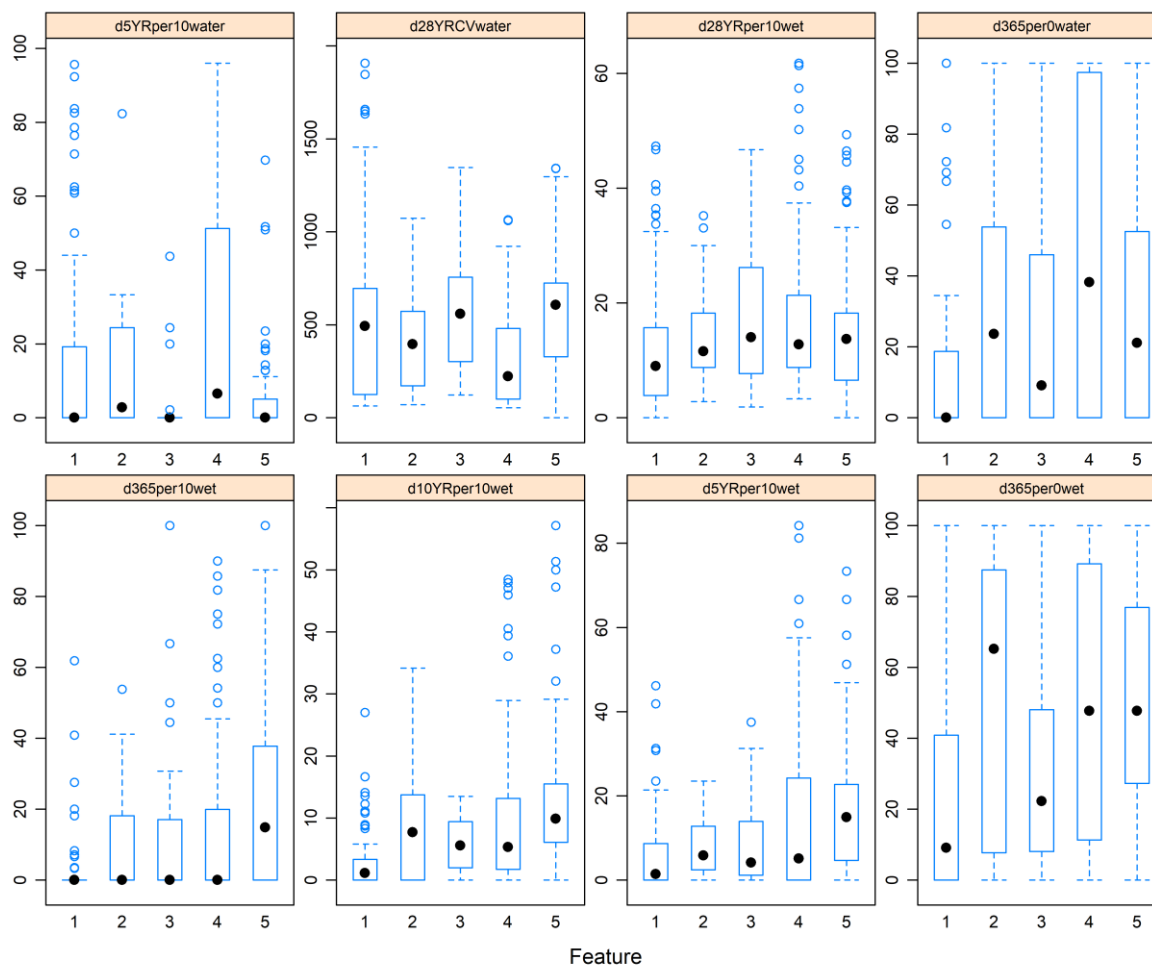 d5YRper10water
d28YRCVwater
d28YRper10wet
d365per0water
0 20 40 60 80 100
0 500 1000 1500
0 20 40 60
0 20 40 60 80 100
1 2 3 4 5
1 2 3 4 5
1 2 3 4 5
1 2 3 4 5
d365per10wet
d10YRper10wet
d5YRper10wet
d365per0wet
0 20 40 60 80 100
0 10 20 30 40 50
0 20 40 60 80
0 20 40 60 80 100
1 2 3 4 5
1 2 3 4 5
1 2 3 4 5
1 2 3 4 5
Feature